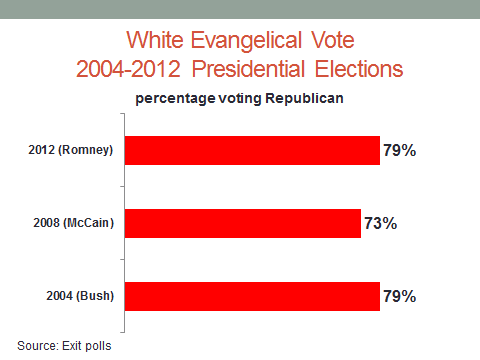 White Evangelical Vote
2004-2012 Presidential Elections
percentage voting Republican
2012 (Romney) 79%
2008 (McCain) 73%
2004 (Bush) 79%
Source: Exit polls